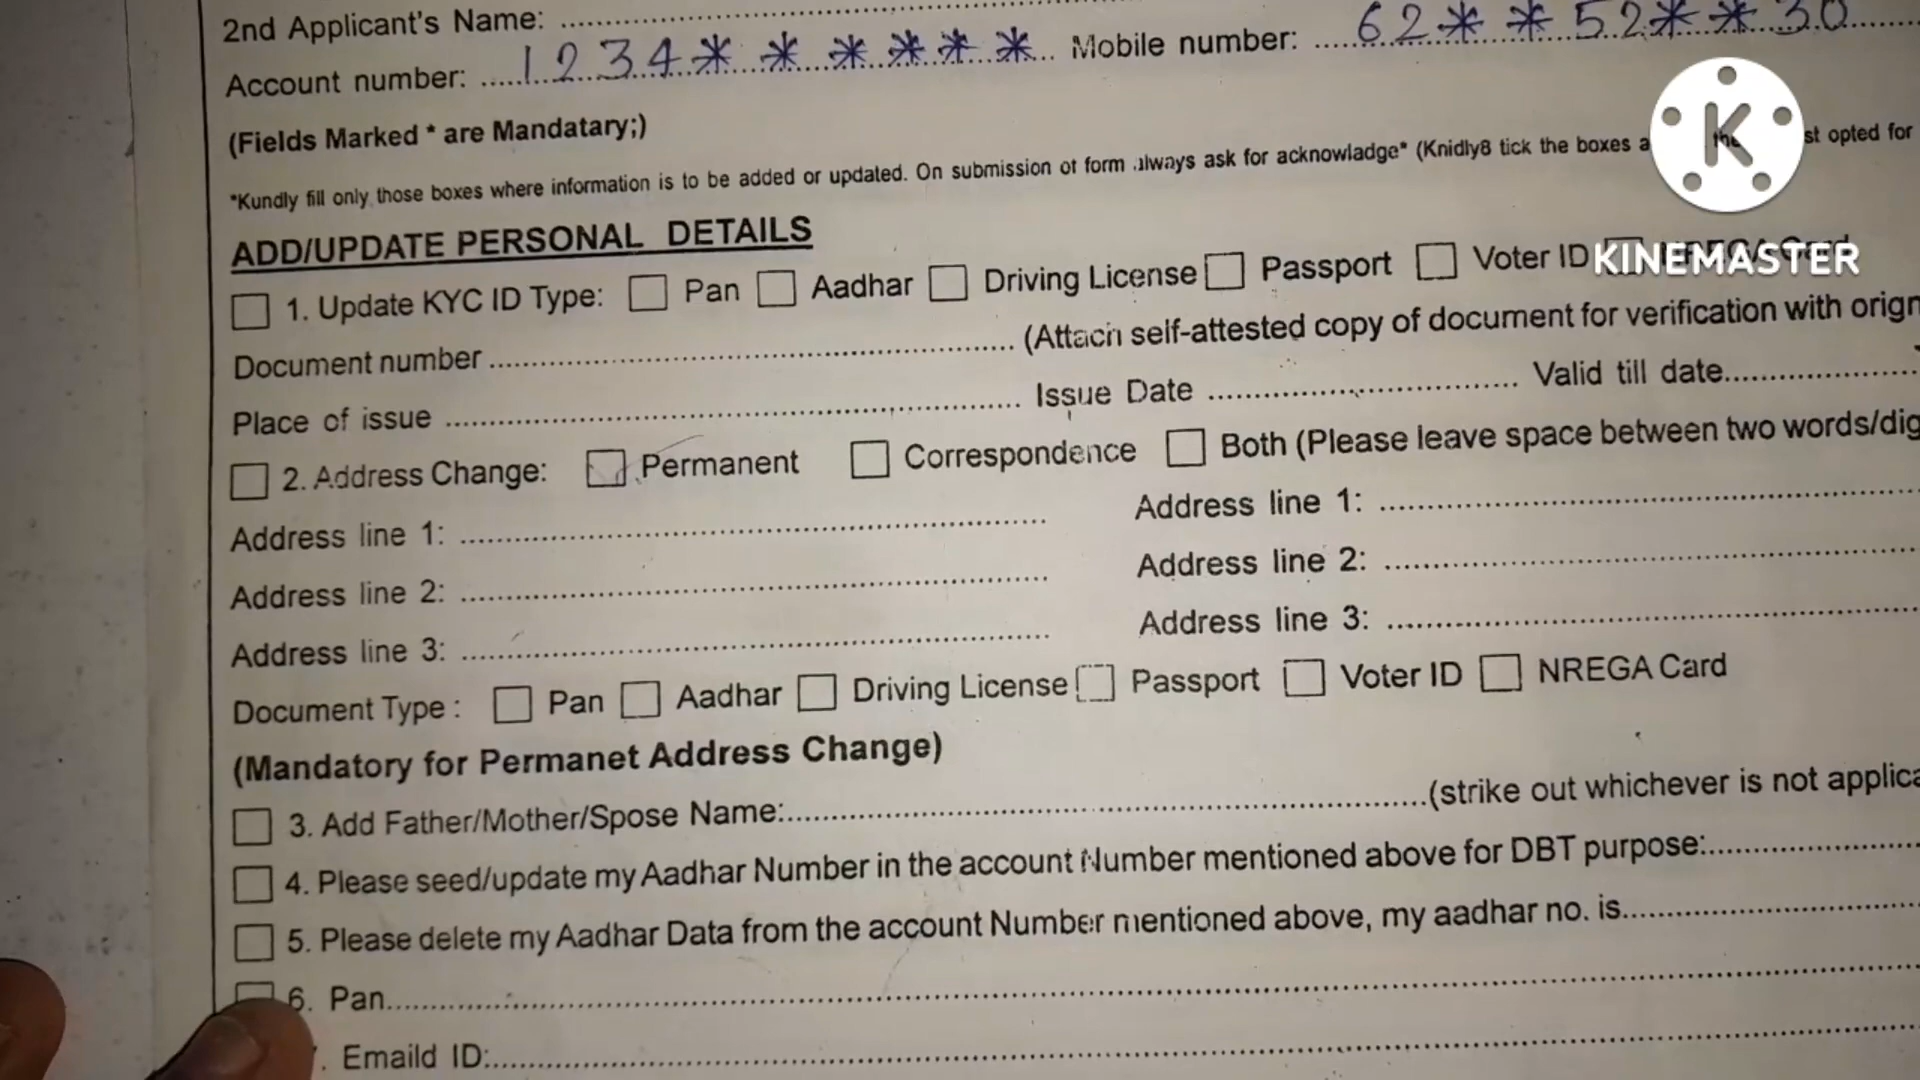 2nd Applicant's Name: ........................
Account number: ....1234******... Mobile number: ....62**52**30......
(Fields Marked * are Mandatary;)
*Kundly fill only those boxes where information is to be added or updated. On submission of form always ask for acknowladge* (Knidly8 tick the boxes a the st opted for
ADD/UPDATE PERSONAL DETAILS
1. Update KYC ID Type: Pan Aadhar Driving License Passport Voter ID
Document number ........................ (Attach self-attested copy of document for verification with orign
Place of issue ........................ Issue Date ........................ Valid till date........................
2. Address Change: Permanent Correspondence Both (Please leave space between two words/dig
Address line 1: ........................ Address line 1: ........................
Address line 2: ........................ Address line 2: ........................
Address line 3: ........................ Address line 3: ........................
Document Type : Pan Aadhar Driving License Passport Voter ID NREGA Card
(Mandatory for Permanet Address Change)
3. Add Father/Mother/Spose Name:........................(strike out whichever is not applica
4. Please seed/update my Aadhar Number in the account Number mentioned above for DBT purpose:........................
5. Please delete my Aadhar Data from the account Number mentioned above, my aadhar no. is........................
6. Pan........................
. Emaild ID:........................
K
KINEMASTER